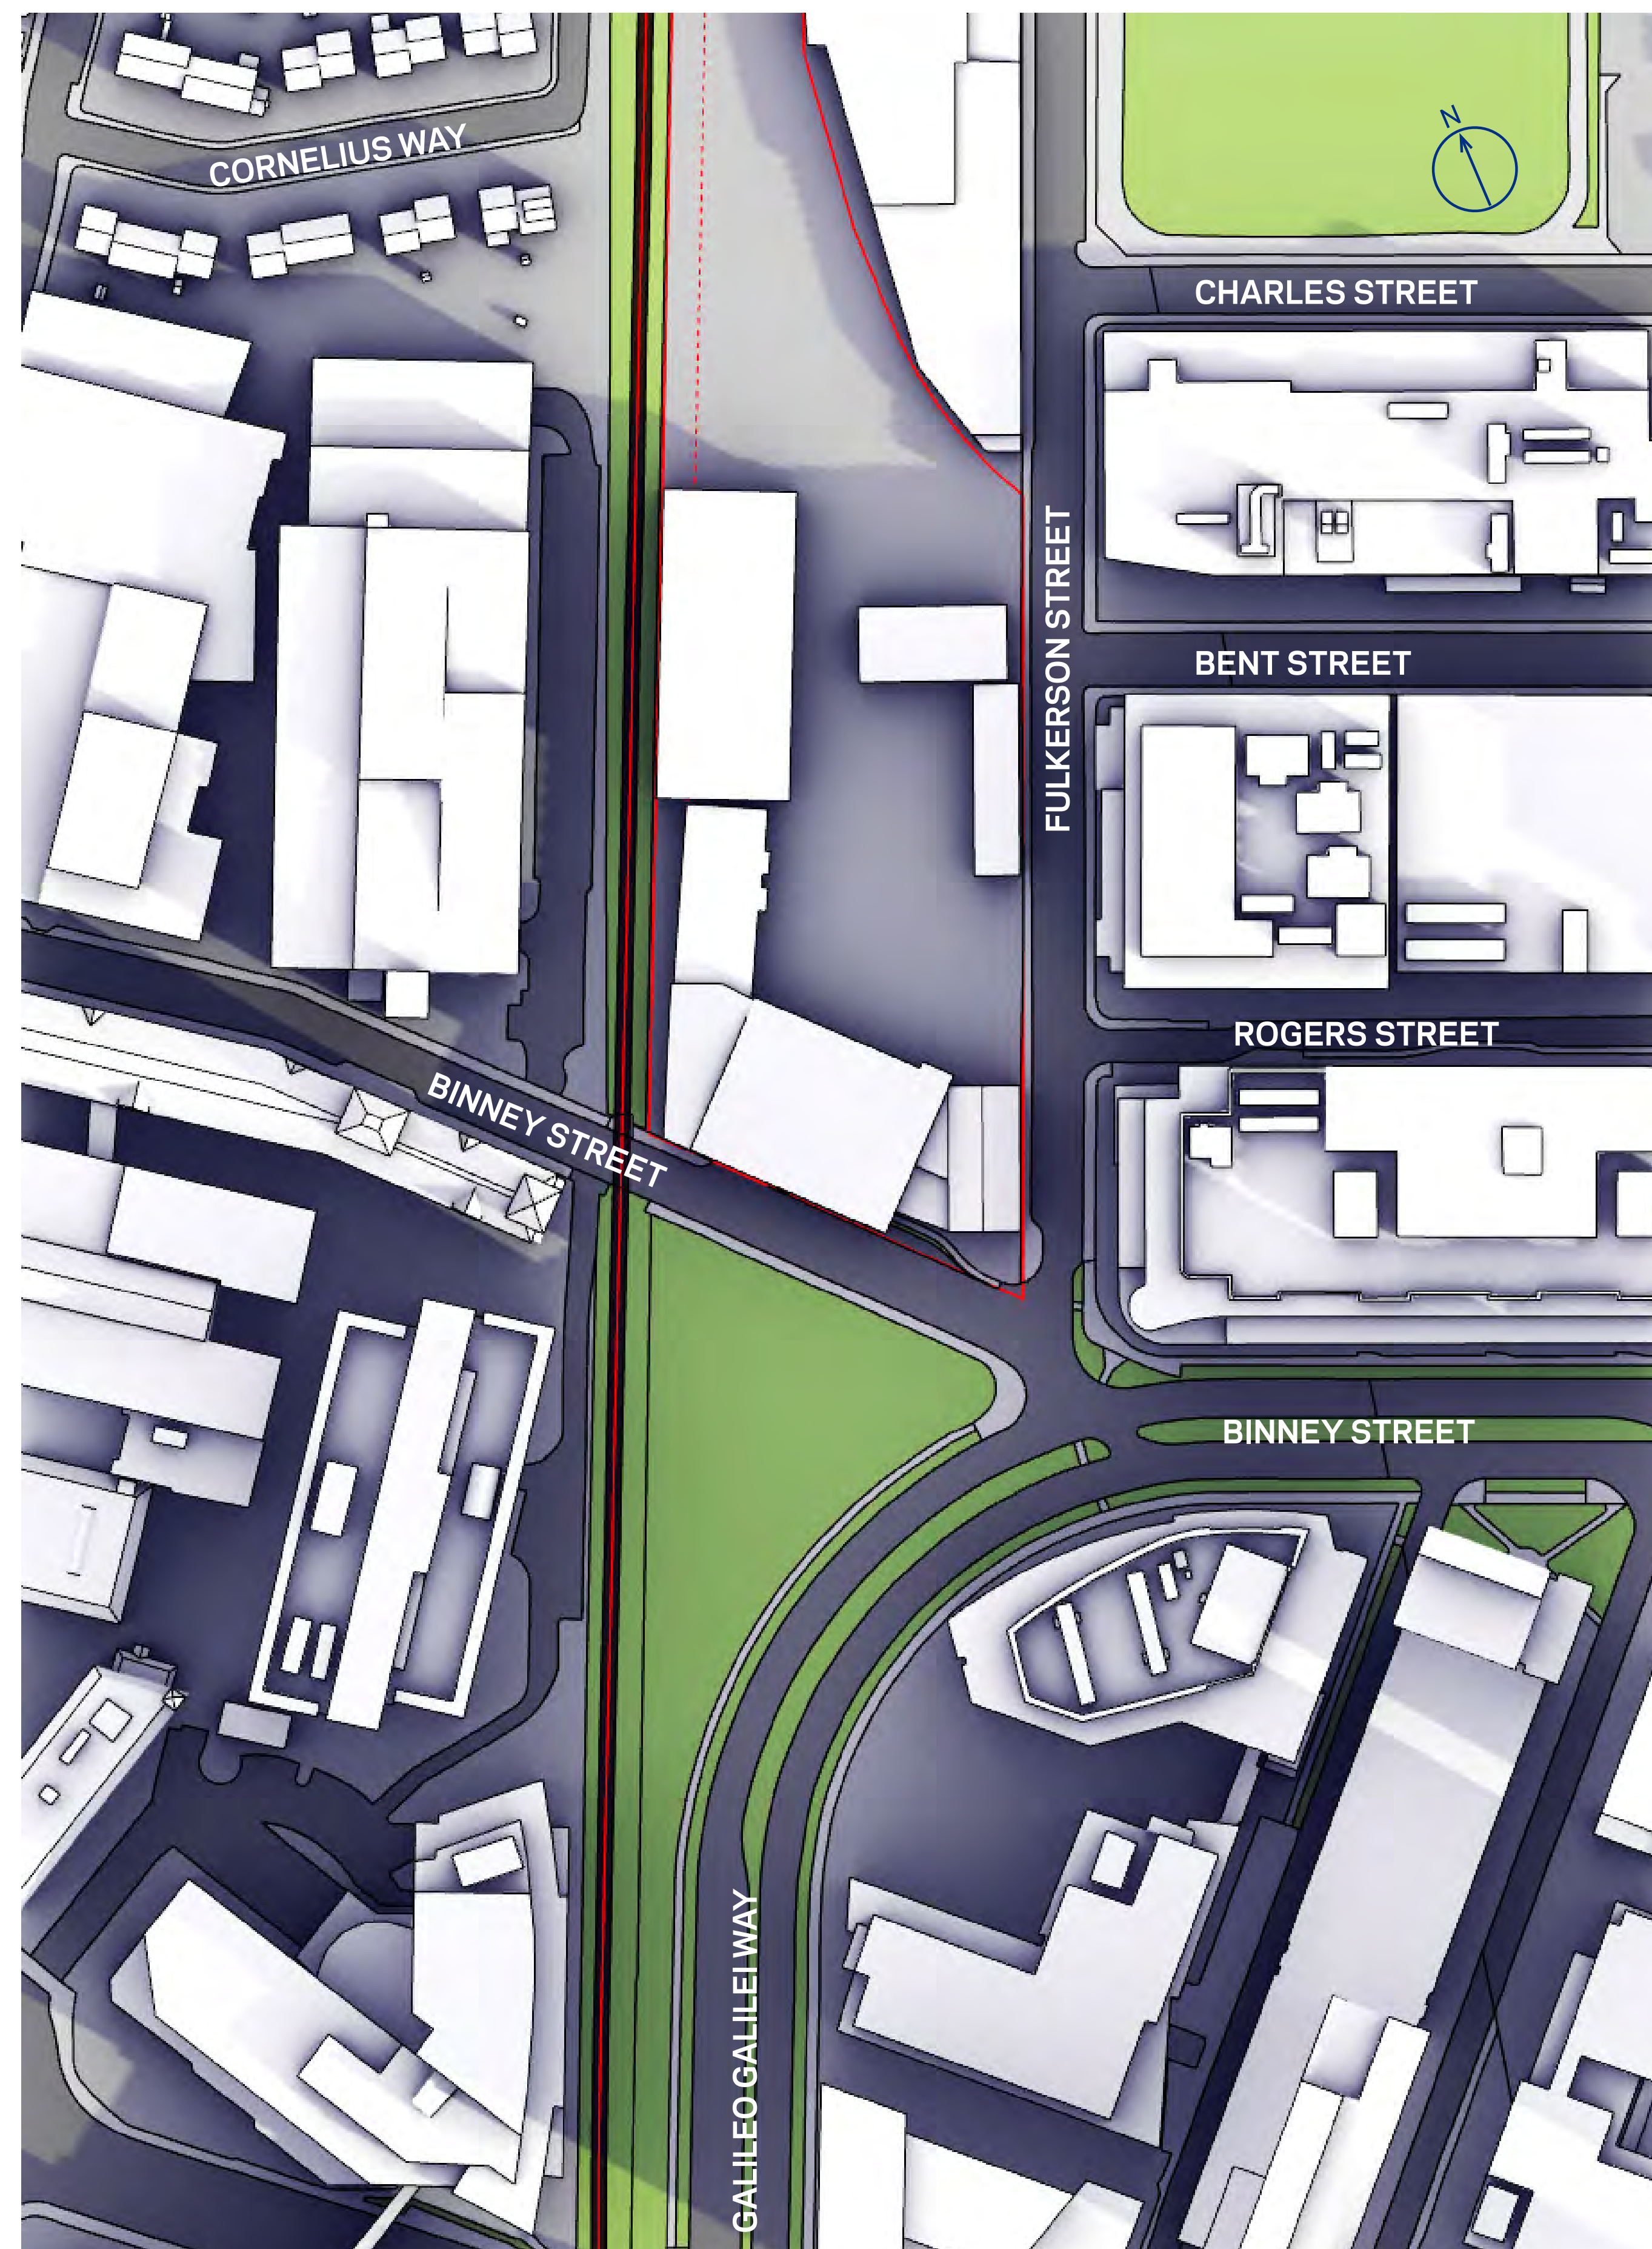 N
CORNELIUS WAY
CHARLES STREET
FULKERSON STREET
BENT STREET
ROGERS STREET
BINNEY STREET
BINNEY STREET
GALILEO GALILEI WAY